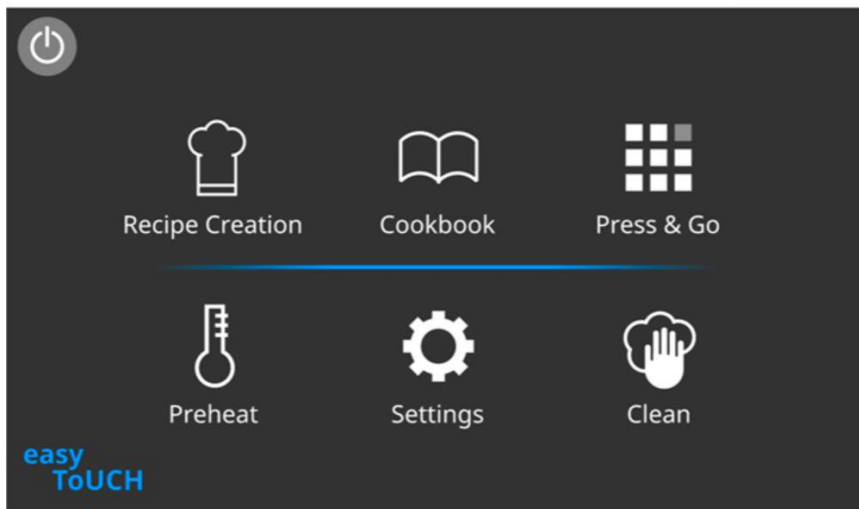 Recipe Creation
Cookbook
Press & Go
Preheat
Settings
Clean
easy
ToUCH